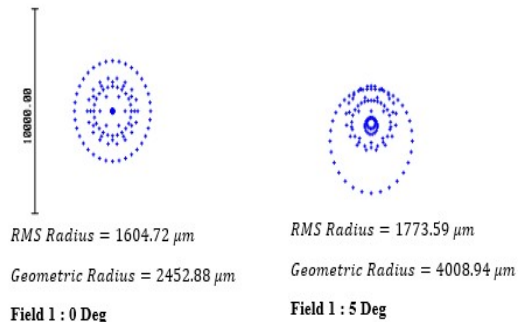 10000.00
RMS Radius = 1604.72 μm
Geometric Radius = 2452.88 μm
Field 1 : 0 Deg
RMS Radius = 1773.59 μm
Geometric Radius = 4008.94 μm
Field 1 : 5 Deg